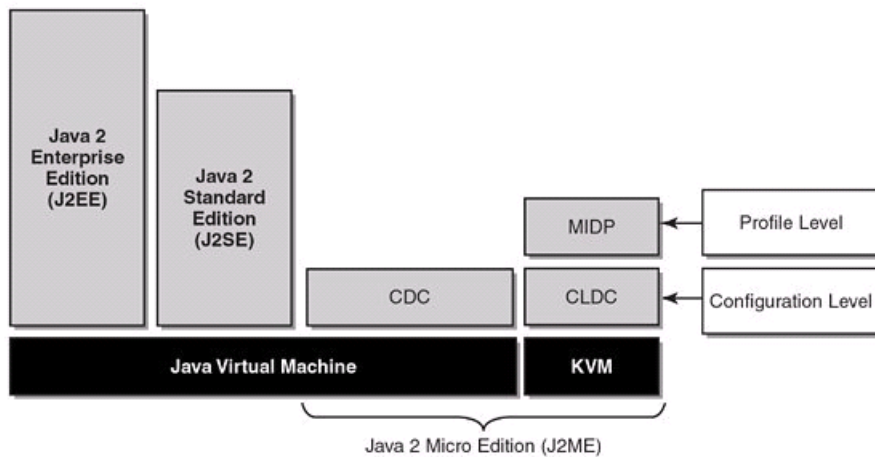 Java 2
Enterprise
Edition
(J2EE)
Java 2
Standard
Edition
(J2SE)
MIDP
Profile Level
CDC
CLDC
Configuration Level
Java Virtual Machine
KVM
Java 2 Micro Edition (J2ME)